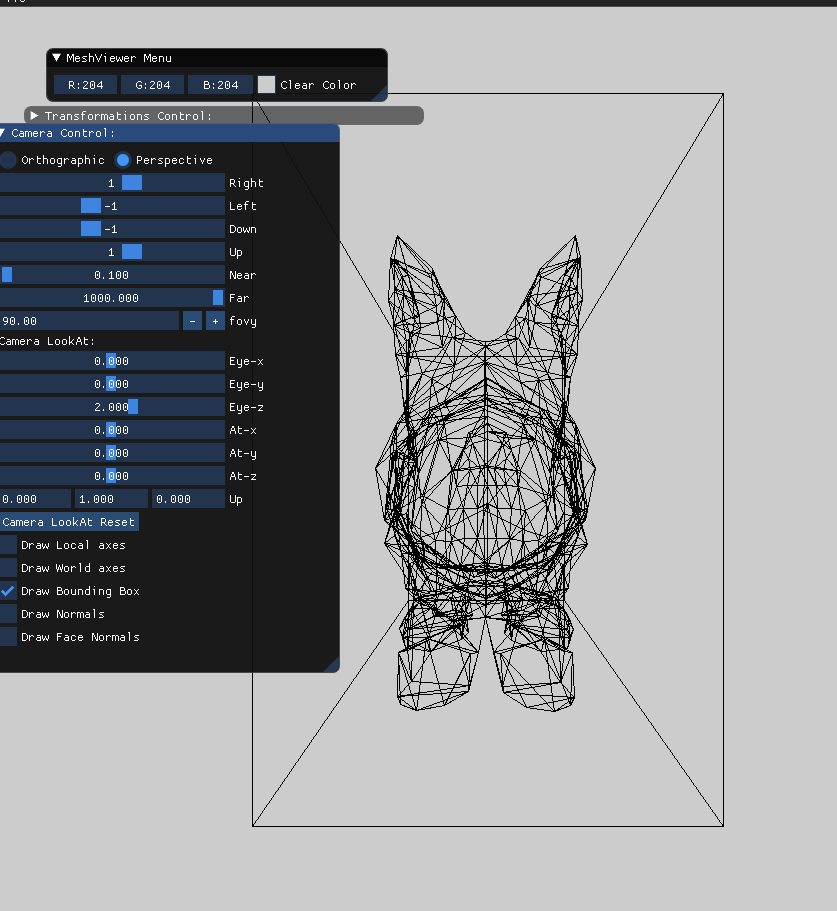 MeshViewer Menu
R:204 G:204 B:204 Clear Color
Transformations Control:
Camera Control:
Orthographic Perspective
1 Right
-1 Left
-1 Down
1 Up
0.100 Near
1000.000 Far
90.00 - + fovy
Camera LookAt:
0.000 Eye-x
0.000 Eye-y
2.000 Eye-z
0.000 At-x
0.000 At-y
0.000 At-z
0.000 1.000 0.000 Up
Camera LookAt Reset
Draw Local axes
Draw World axes
Draw Bounding Box
Draw Normals
Draw Face Normals